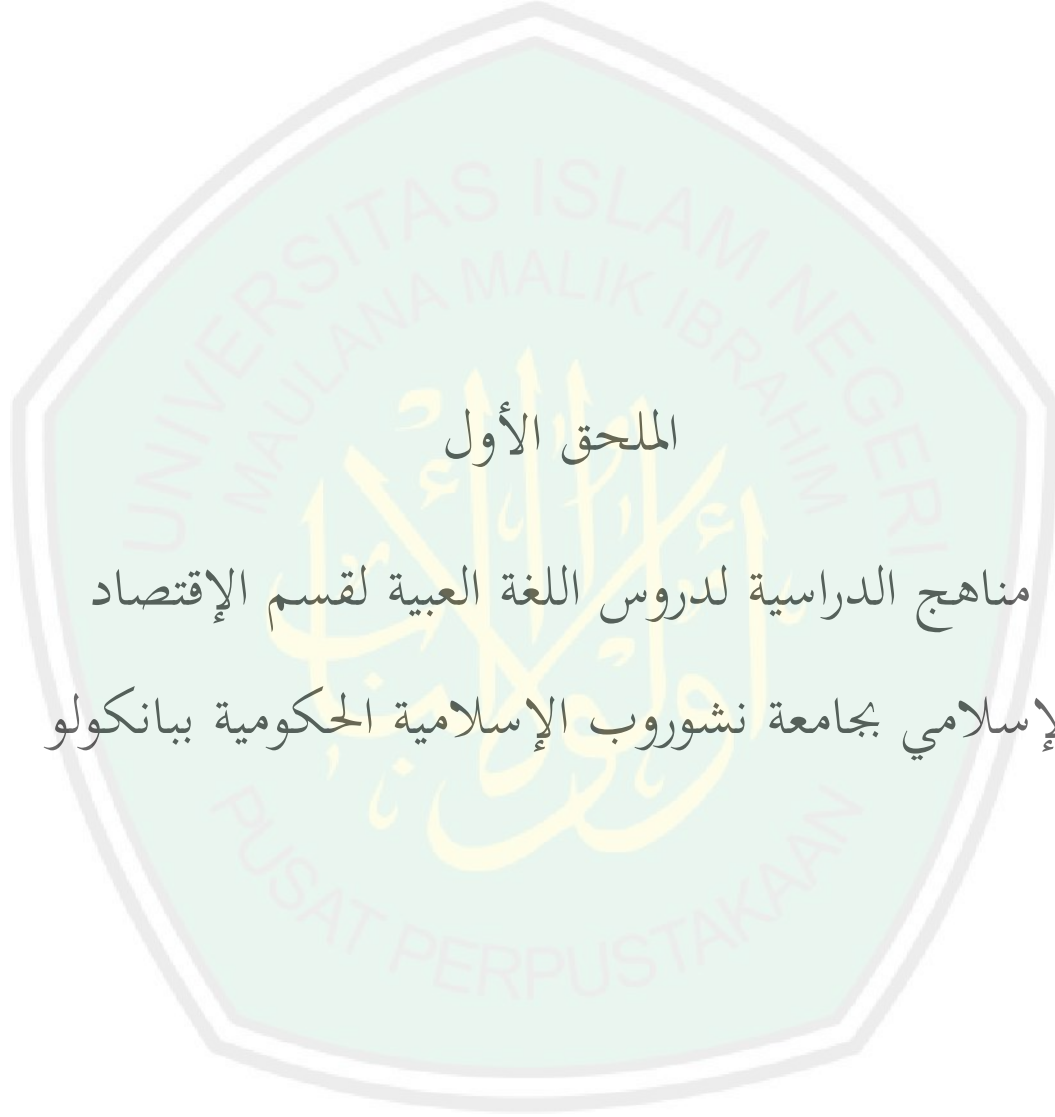 UNIVERSITAS ISLAM NEGERI
MAULANA MALIK IBRAHIM
الملحق الأول
مناهج الدراسية لدروس اللغة العبية لقسم الإقتصاد
لإسلامي بجامعة نشوروب الإسلامية الحكومية ببانكولو
PUSAT PERPUSTAKAAN